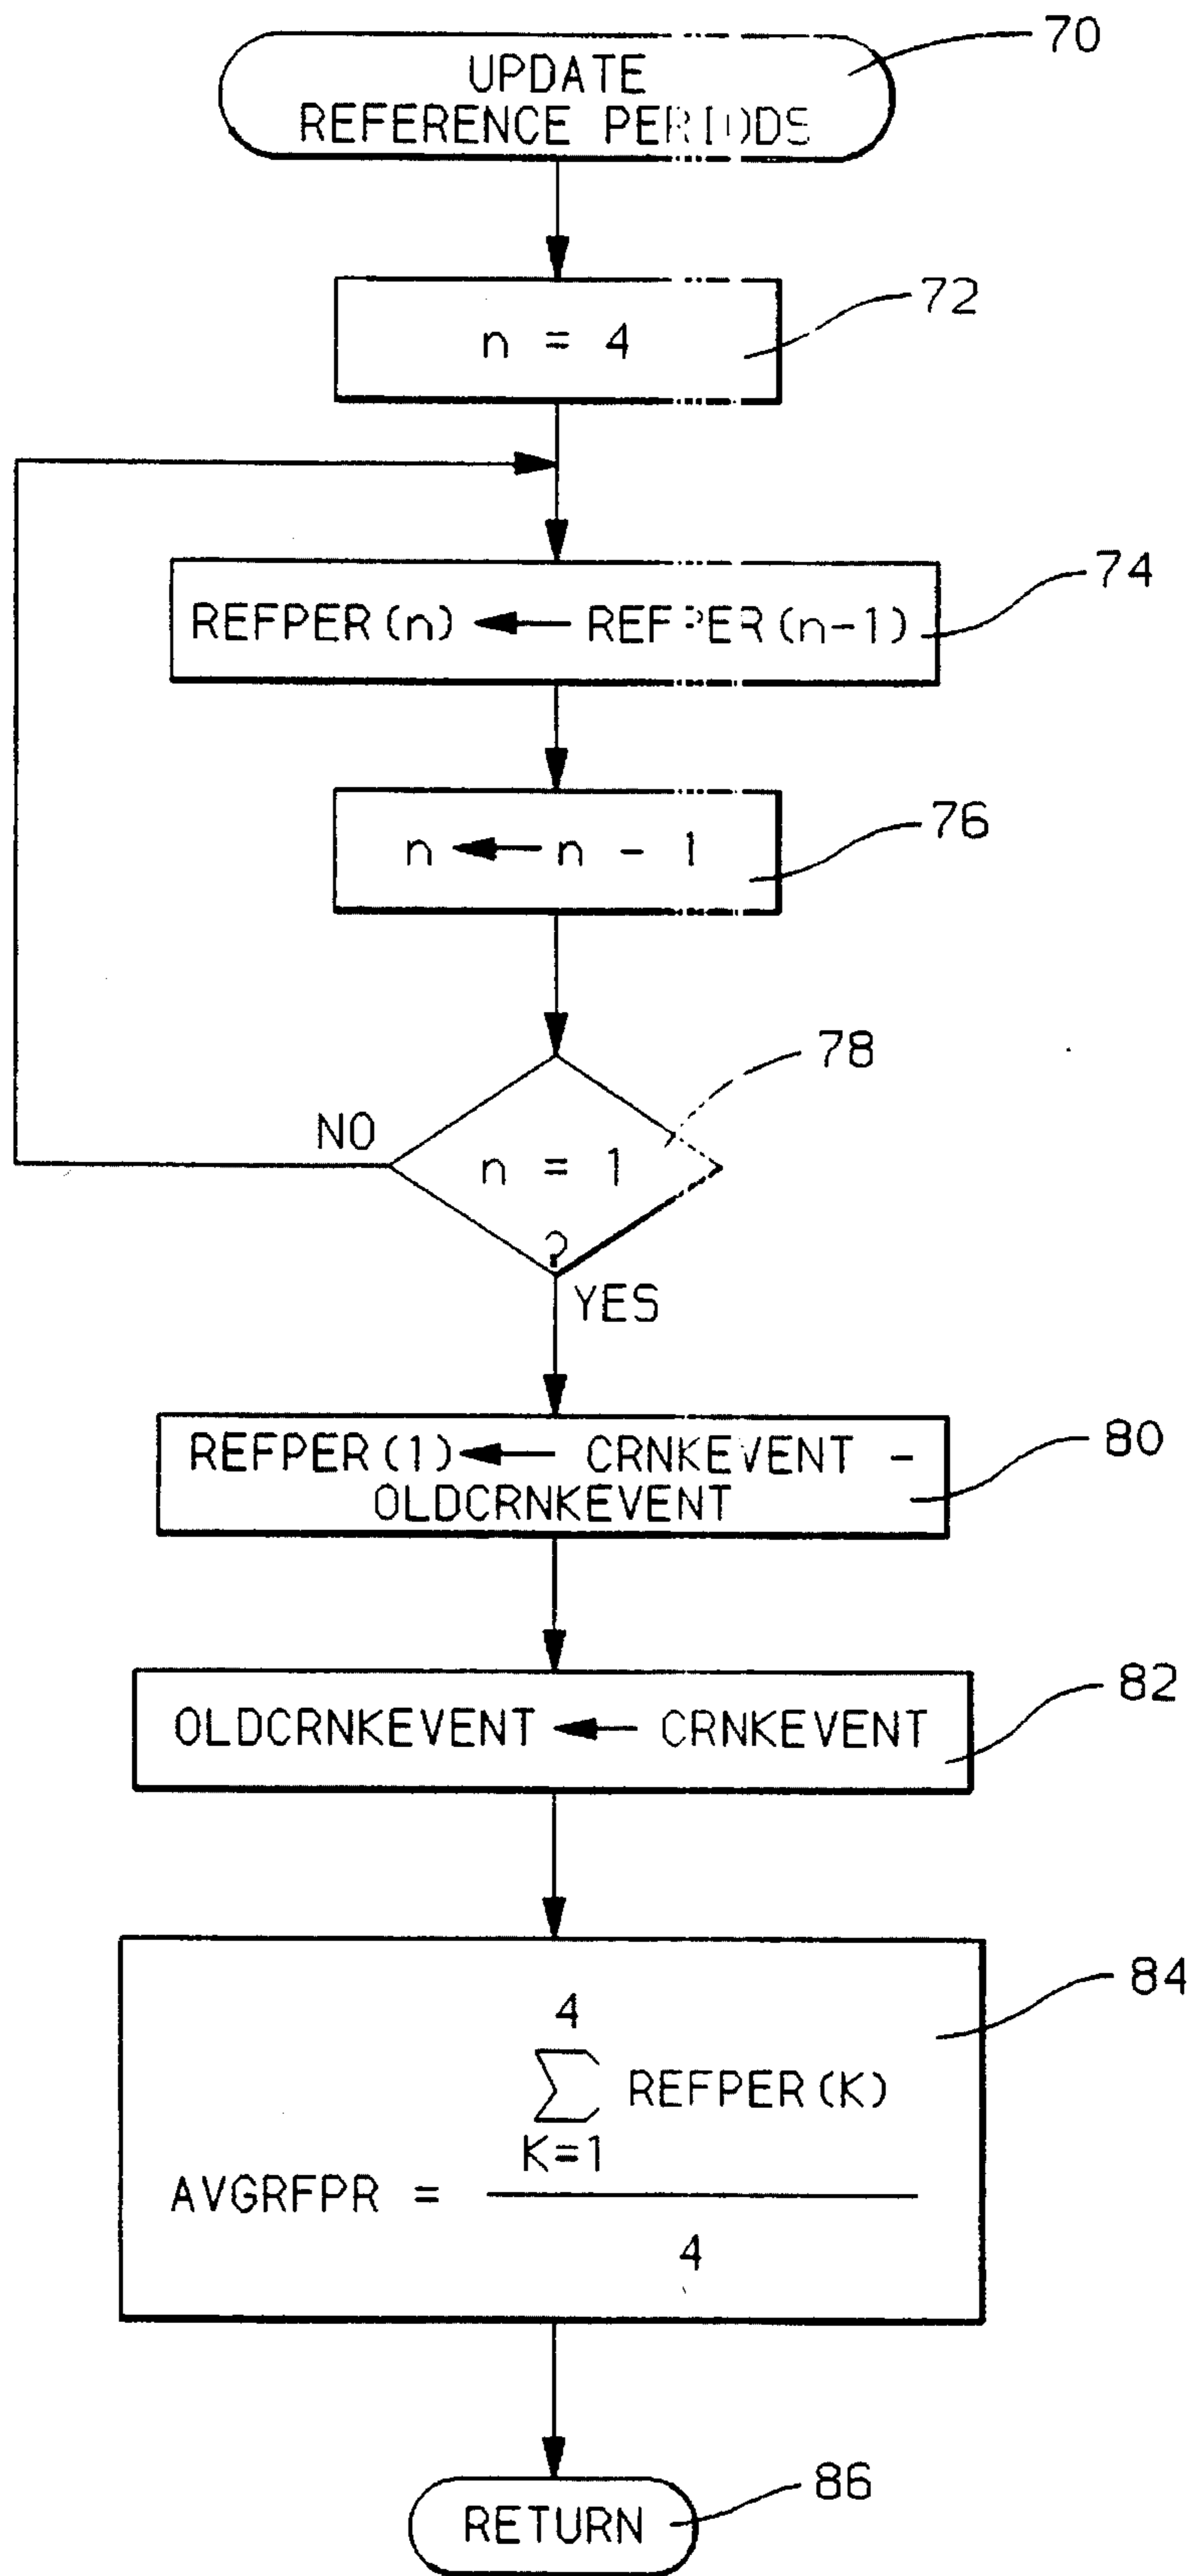 70
UPDATE
REFERENCE PERIODS
72
n = 4
74
REFPER(n) ← REFPER(n-1)
76
n ← n - 1
78
NO
n = 1
?
YES
80
REFPER(1) ← CRNKEVENT -
OLDCRNKEVENT
82
OLDCRNKEVENT ← CRNKEVENT
84
4
∑ REFPER(K)
K=1
AVGRFPR =
4
86
RETURN